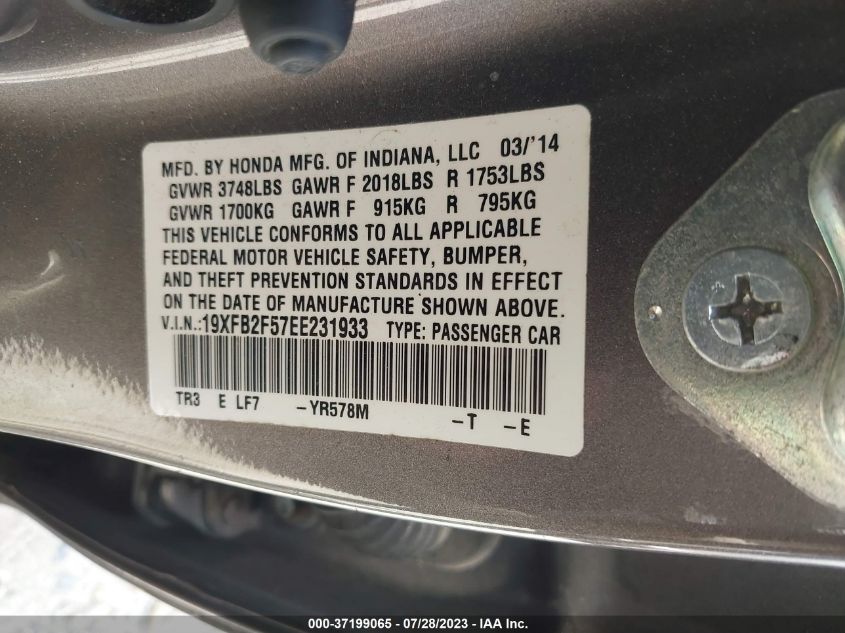 MFD. BY HONDA MFG. OF INDIANA, LLC 03/'14
GVWR 3748LBS GAWR F 2018LBS R 1753LBS
GVWR 1700KG GAWR F 915KG R 795KG
THIS VEHICLE CONFORMS TO ALL APPLICABLE
FEDERAL MOTOR VEHICLE SAFETY, BUMPER,
AND THEFT PREVENTION STANDARDS IN EFFECT
ON THE DATE OF MANUFACTURE SHOWN ABOVE.
V.I.N.:19XFB2F57EE231933 TYPE: PASSENGER CAR
TR3 E LF7 -YR578M -T -E
000-37199065 - 07/28/2023 - IAA Inc.